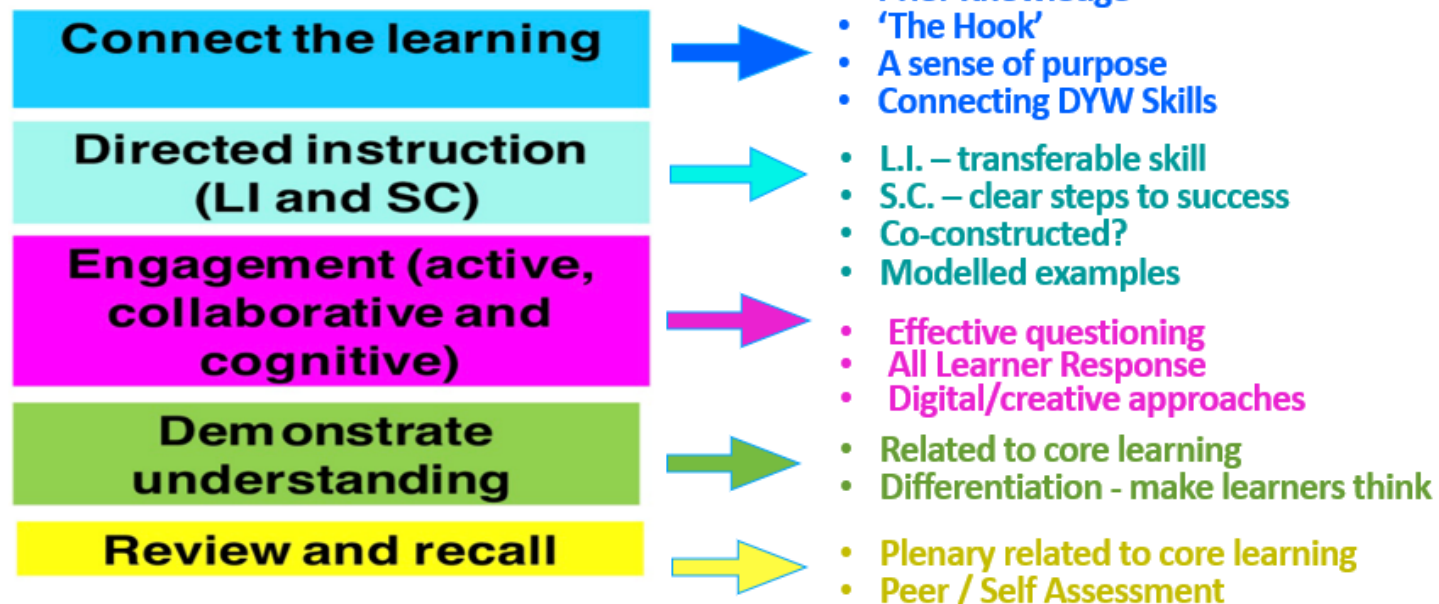 Connect the learning
• ‘The Hook’
• A sense of purpose
• Connecting DYW Skills
Directed instruction
(LI and SC)
• L.I. – transferable skill
• S.C. – clear steps to success
• Co-constructed?
• Modelled examples
Engagement (active,
collaborative and
cognitive)
• Effective questioning
• All Learner Response
• Digital/creative approaches
Demonstrate
understanding
• Related to core learning
• Differentiation - make learners think
Review and recall
• Plenary related to core learning
• Peer / Self Assessment